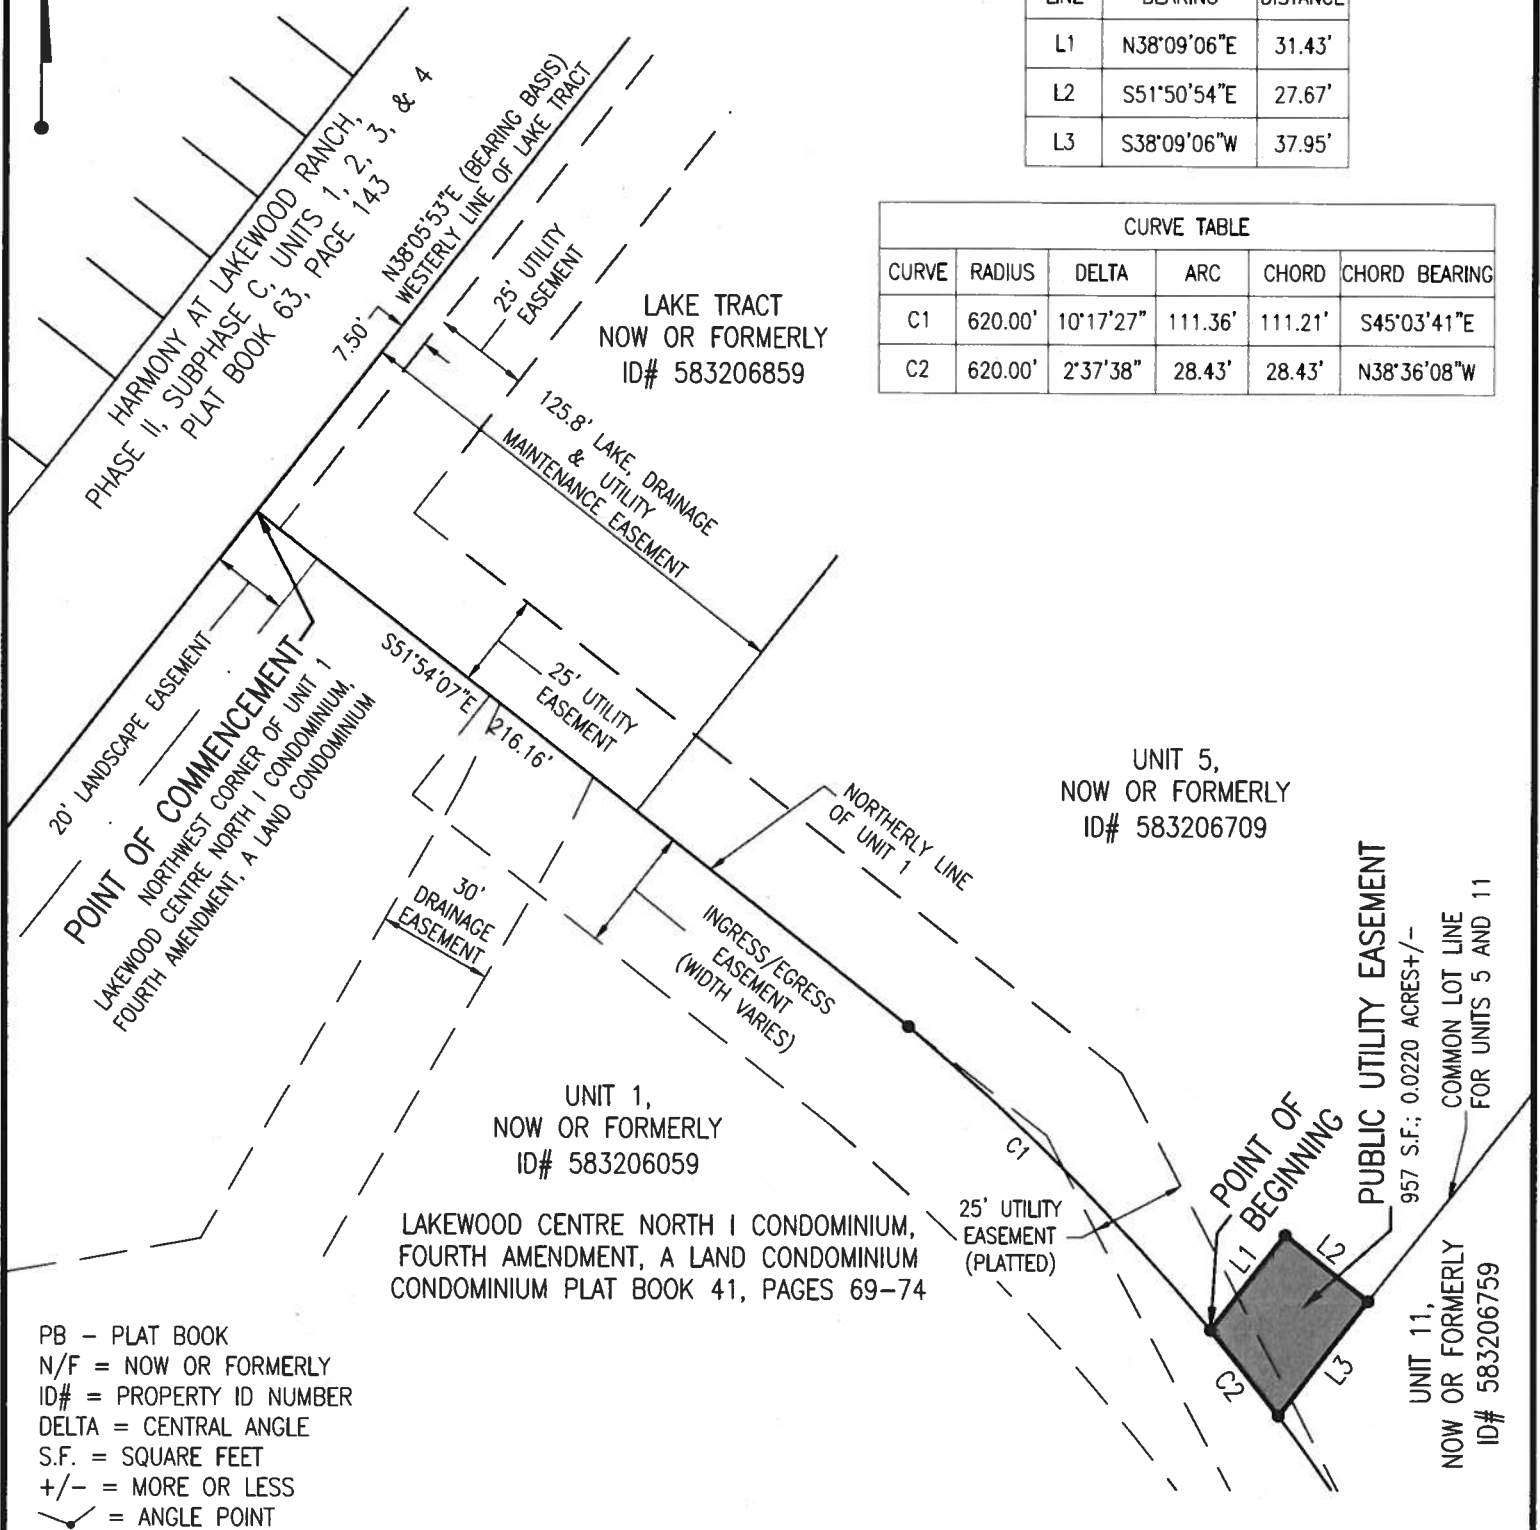 LINE BEARING DISTANCE
L1 N38°09'06"E 31.43'
L2 S51°50'54"E 27.67'
L3 S38°09'06"W 37.95'
CURVE TABLE
CURVE RADIUS DELTA ARC CHORD CHORD BEARING
C1 620.00' 10°17'27" 111.36' 111.21' S45°03'41"E
C2 620.00' 2°37'38" 28.43' 28.43' N38°36'08"W
HARMONY AT LAKEWOOD RANCH,
PHASE II, SUBPHASE C, UNITS 1, 2, 3, & 4
PLAT BOOK 63, PAGE 143
N38°05'53"E (BEARING BASIS)
WESTERLY LINE OF LAKE TRACT
7.50'
25' UTILITY
EASEMENT
LAKE TRACT
NOW OR FORMERLY
ID# 583206859
125.8' LAKE, DRAINAGE
& UTILITY
MAINTENANCE EASEMENT
20' LANDSCAPE EASEMENT
POINT OF COMMENCEMENT
NORTHWEST CORNER OF UNIT 1
LAKEWOOD CENTRE NORTH I CONDOMINIUM,
FOURTH AMENDMENT, A LAND CONDOMINIUM
S51°54'07"E
216.16'
25' UTILITY
EASEMENT
30'
DRAINAGE
EASEMENT
NORTHERLY LINE
OF UNIT 1
INGRESS/EGRESS
EASEMENT
(WIDTH VARIES)
UNIT 5,
NOW OR FORMERLY
ID# 583206709
UNIT 1,
NOW OR FORMERLY
ID# 583206059
LAKEWOOD CENTRE NORTH I CONDOMINIUM,
FOURTH AMENDMENT, A LAND CONDOMINIUM
CONDOMINIUM PLAT BOOK 41, PAGES 69-74
C1
25' UTILITY
EASEMENT
(PLATTED)
POINT OF
BEGINNING
PUBLIC UTILITY EASEMENT
957 S.F.; 0.0220 ACRES+/-
COMMON LOT LINE
FOR UNITS 5 AND 11
L1
L2
L3
C2
UNIT 11,
NOW OR FORMERLY
ID# 583206759
PB - PLAT BOOK
N/F = NOW OR FORMERLY
ID# = PROPERTY ID NUMBER
DELTA = CENTRAL ANGLE
S.F. = SQUARE FEET
+/- = MORE OR LESS
= ANGLE POINT